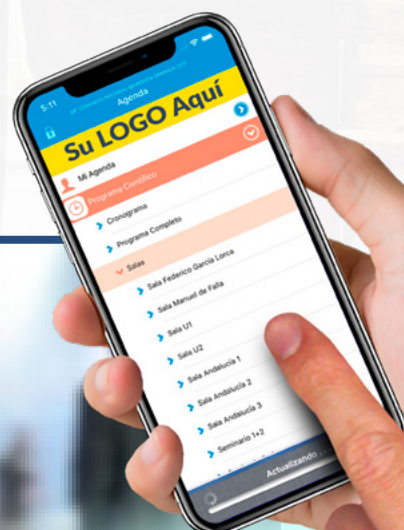 5:11
Agenda
Su LOGO Aquí
Mi Agenda
Programa Científico
Cronograma
Programa Completo
Salas
Sala Federico García Lorca
Sala Manuel de Falla
Sala U1
Sala U2
Sala Andalucía 1
Sala Andalucía 2
Sala Andalucía 3
Seminario 1+2
Actualizando . . .